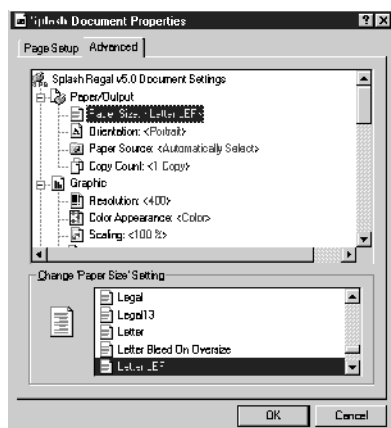 Splash Document Properties
Page Setup
Advanced
Splash Regal v5.0 Document Settings
Paper/Output
Paper Size: <Letter LEF>
Orientation: <Portrait>
Paper Source: <Automatically Select>
Copy Count: <1 Copy>
Graphic
Resolution: <400>
Color Appearance: <Color>
Scaling: <100 %>
Change 'Paper Size' Setting
Legal
Legal13
Letter
Letter Bleed On Oversize
Letter LEF
OK
Cancel